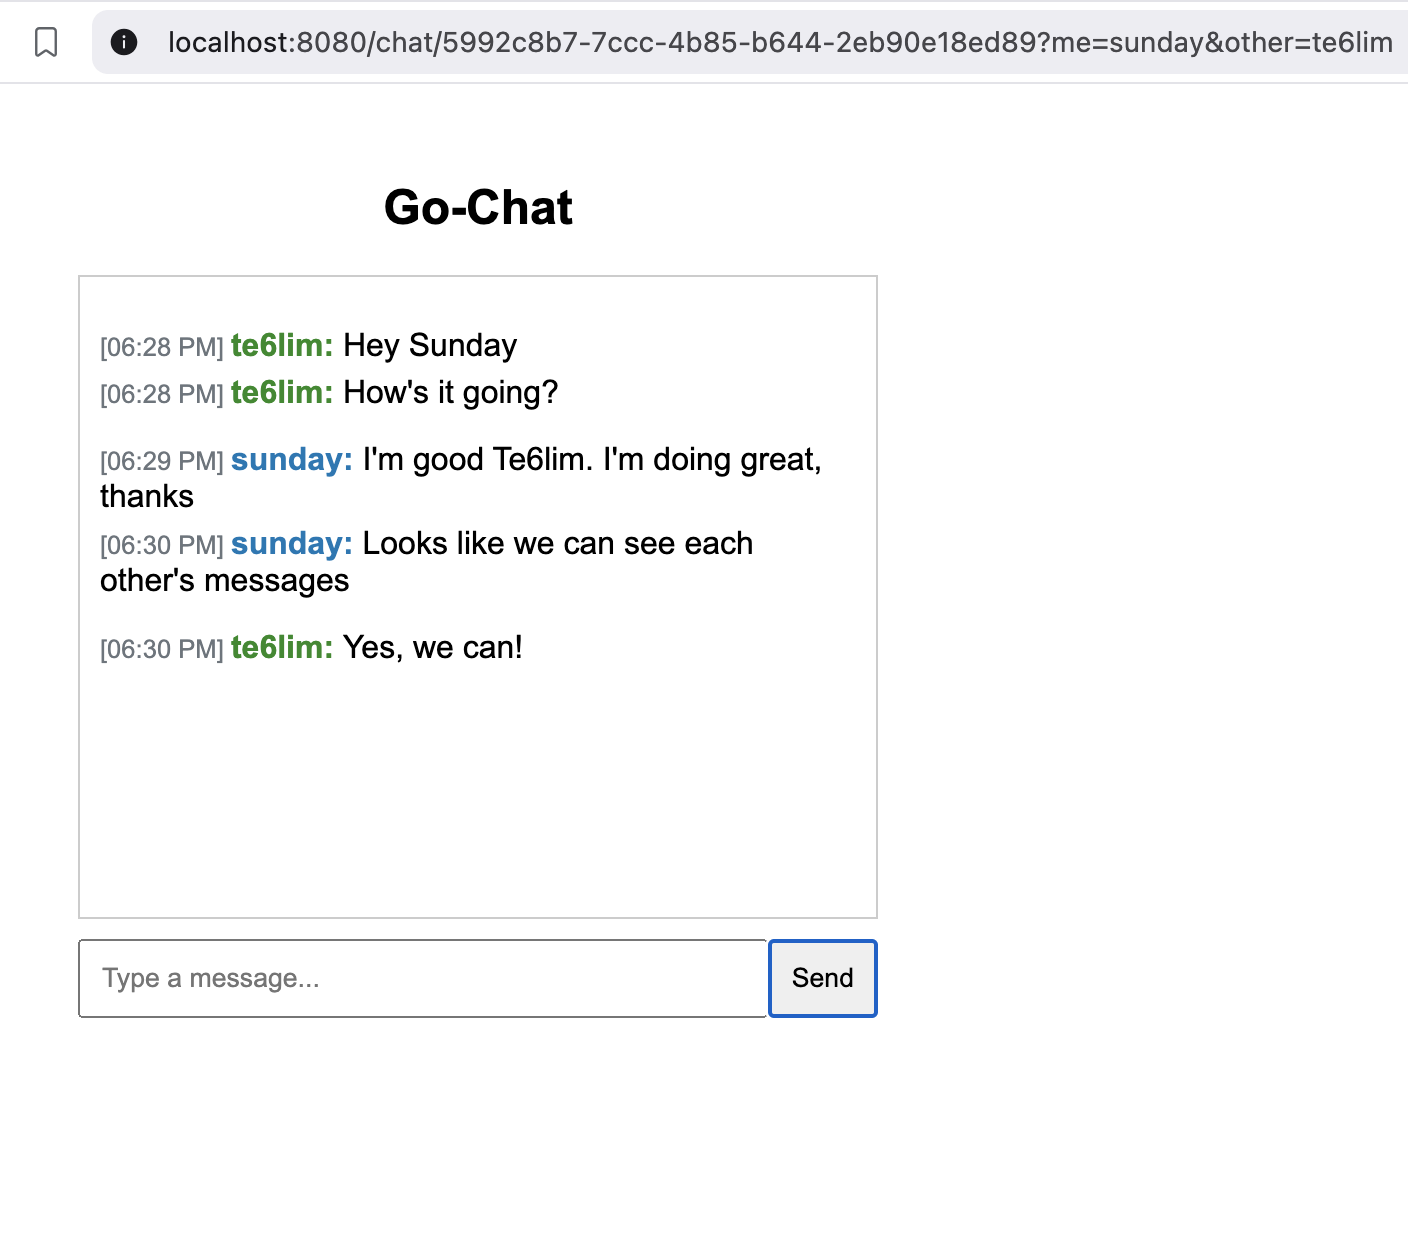 localhost:8080/chat/5992c8b7-7ccc-4b85-b644-2eb90e18ed89?me=sunday&other=te6lim
Go-Chat
[06:28 PM] te6lim: Hey Sunday
[06:28 PM] te6lim: How's it going?
[06:29 PM] sunday: I'm good Te6lim. I'm doing great,
thanks
[06:30 PM] sunday: Looks like we can see each
other's messages
[06:30 PM] te6lim: Yes, we can!
Type a message... Send